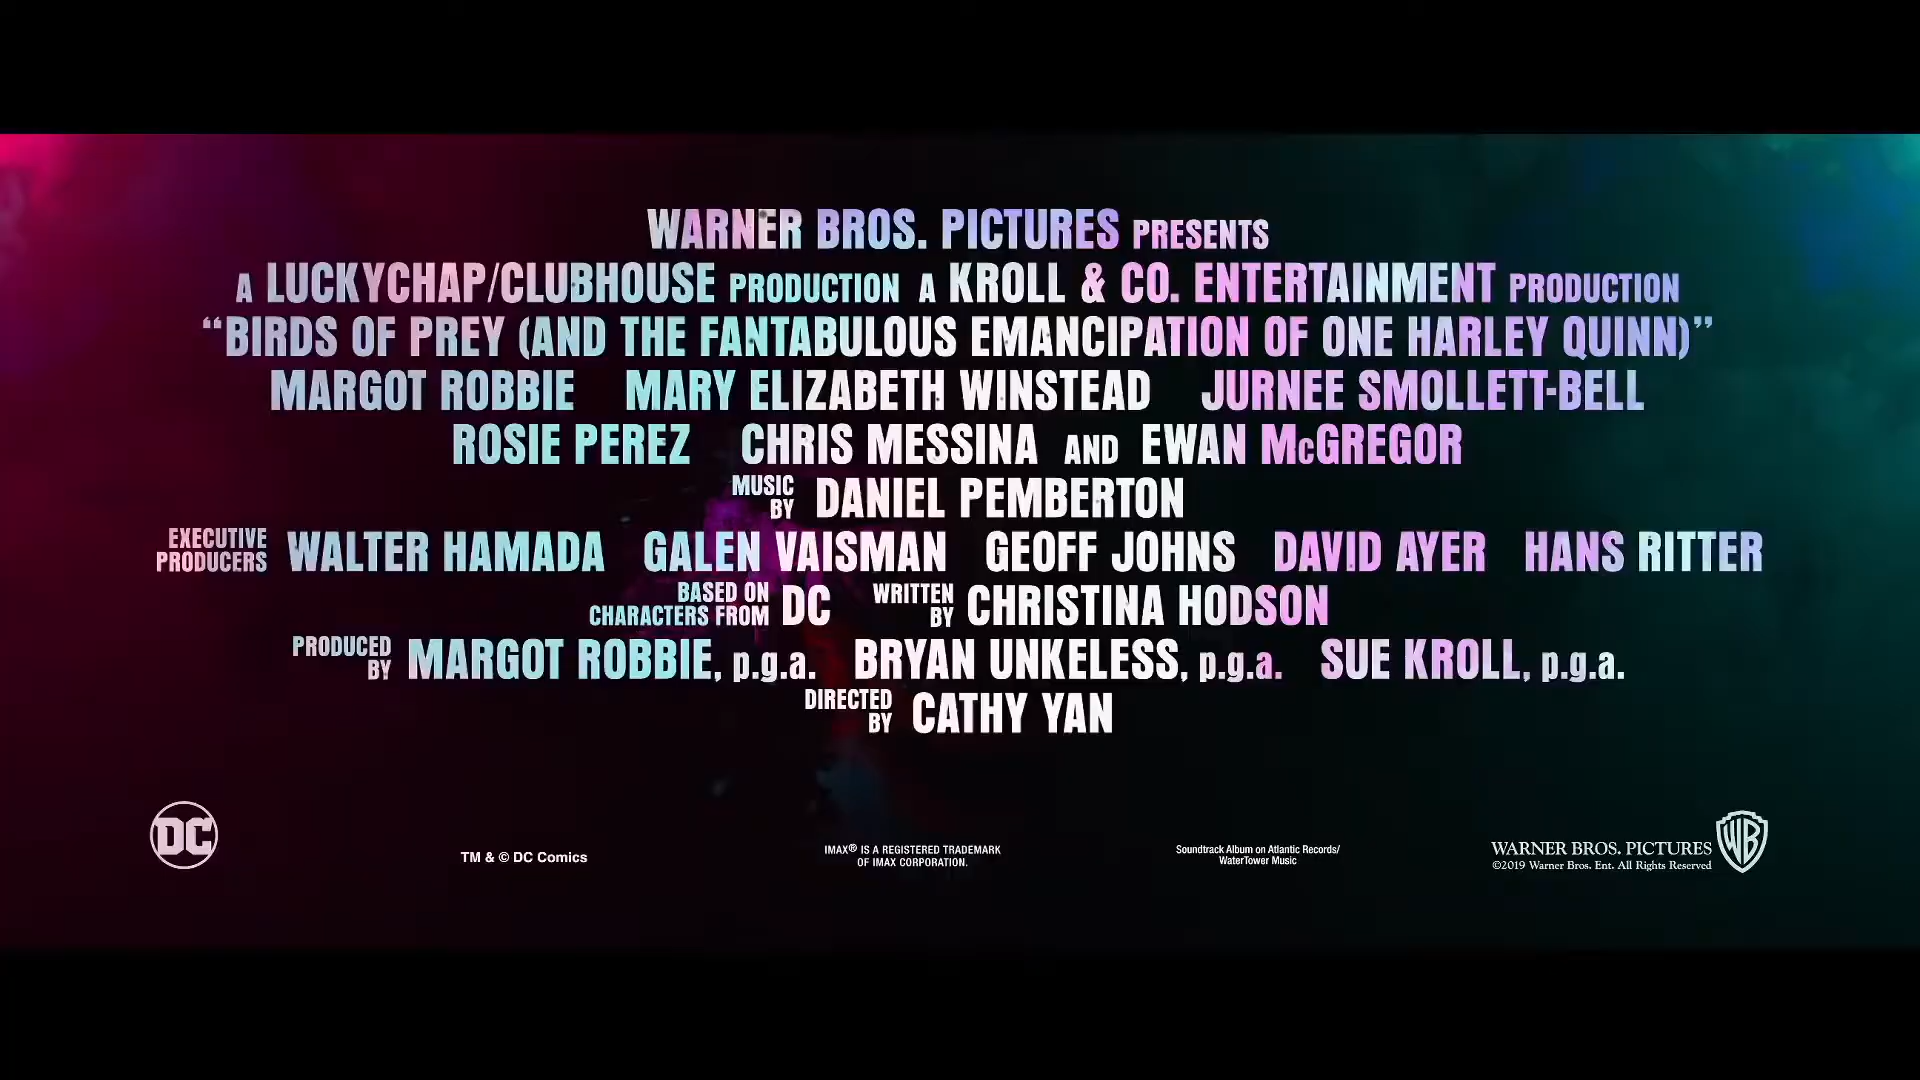 WARNER BROS. PICTURES PRESENTS
A LUCKYCHAP/CLUBHOUSE PRODUCTION A KROLL & CO. ENTERTAINMENT PRODUCTION
“BIRDS OF PREY (AND THE FANTABULOUS EMANCIPATION OF ONE HARLEY QUINN)”
MARGOT ROBBIE MARY ELIZABETH WINSTEAD JURNEE SMOLLETT-BELL
ROSIE PEREZ CHRIS MESSINA AND EWAN McGREGOR
MUSIC BY DANIEL PEMBERTON
EXECUTIVE PRODUCERS WALTER HAMADA GALEN VAISMAN GEOFF JOHNS DAVID AYER HANS RITTER
BASED ON CHARACTERS FROM DC WRITTEN BY CHRISTINA HODSON
PRODUCED BY MARGOT ROBBIE, p.g.a. BRYAN UNKELESS, p.g.a. SUE KROLL, p.g.a.
DIRECTED BY CATHY YAN
DC
TM & © DC Comics
IMAX® IS A REGISTERED TRADEMARK
OF IMAX CORPORATION.
Soundtrack Album on Atlantic Records/
WaterTower Music
WARNER BROS. PICTURES
©2019 Warner Bros. Ent. All Rights Reserved
WB